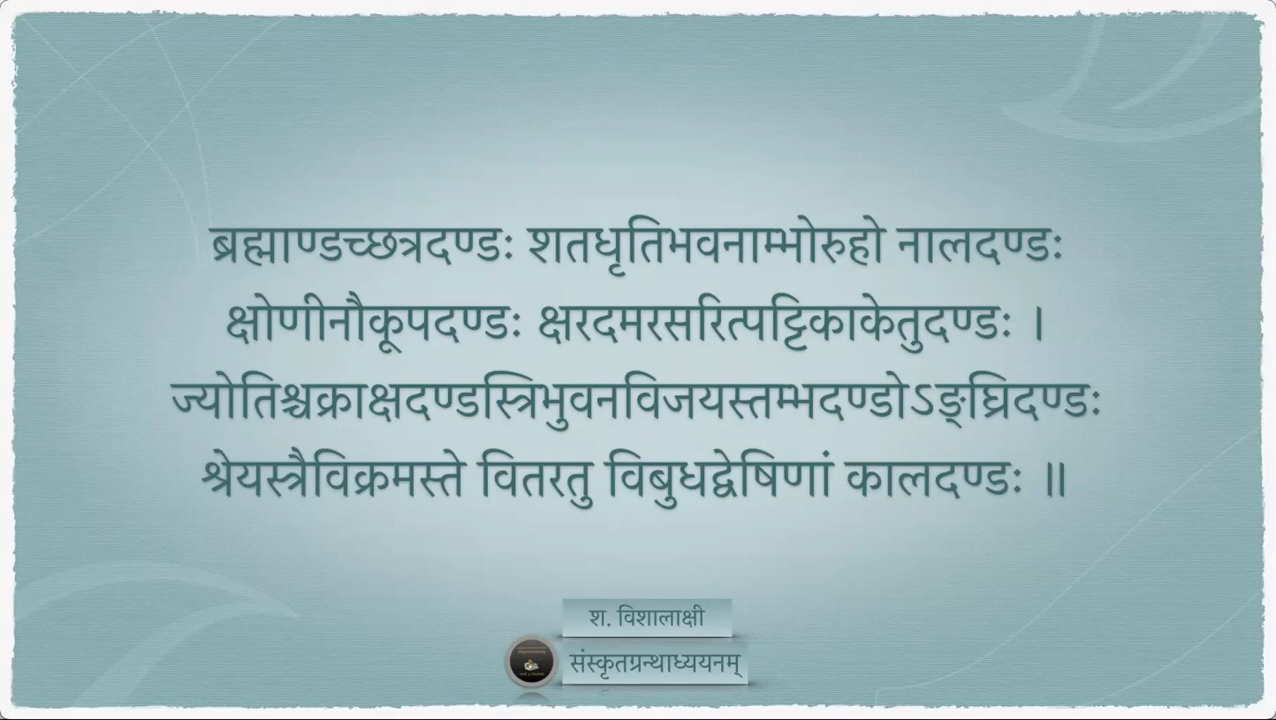 ब्रह्माण्डच्छत्रदण्डः शतधृतिभवनाम्भोरुहो नालदण्डः
क्षोणीनौकूपदण्डः क्षरदमरसरित्पट्टिकाकेतुदण्डः ।
ज्योतिश्चक्राक्षदण्डस्त्रिभुवनविजयस्तम्भदण्डोऽङ्घ्रिदण्डः
श्रेयस्त्रैविक्रमस्ते वितरतु विबुधद्वेषिणां कालदण्डः ॥
श. विशालाक्षी
संस्कृतग्रन्थाध्ययनम्